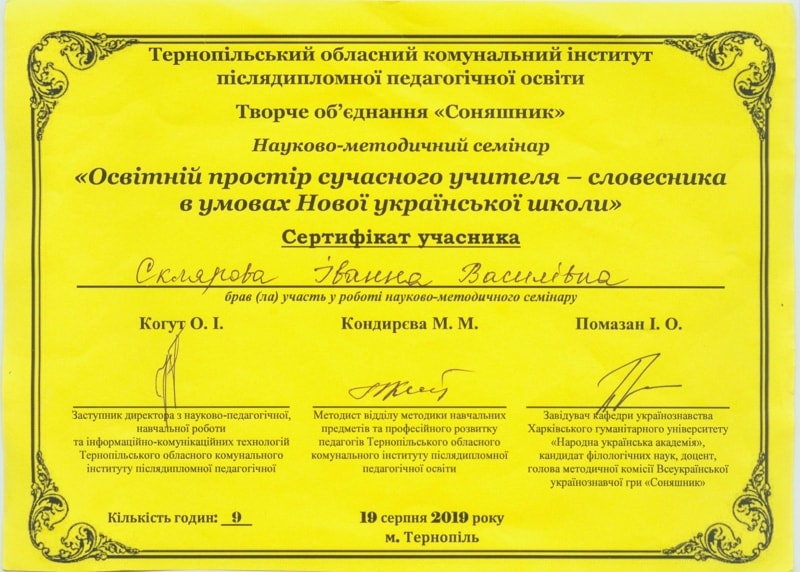 Тернопільський обласний комунальний інститут
післядипломної педагогічної освіти
Творче об’єднання «Соняшник»
Науково-методичний семінар
«Освітній простір сучасного учителя – словесника
в умовах Нової української школи»
Сертифікат учасника
Склярова Іванна Василівна
брав (ла) участь у роботі науково-методичного семінару
Когут О. І.
Заступник директора з науково-педагогічної,
навчальної роботи
та інформаційно-комунікаційних технологій
Тернопільського обласного комунального
інституту післядипломної педагогічної
Кондирєва М. М.
Методист відділу методики навчальних
предметів та професійного розвитку
педагогів Тернопільського обласного
комунального інституту післядипломної
педагогічної освіти
Помазан І. О.
Завідувач кафедри українознавства
Харківського гуманітарного університету
«Народна українська академія»,
кандидат філологічних наук, доцент,
голова методичної комісії Всеукраїнської
українознавчої гри «Соняшник»
Кількість годин: 9
19 серпня 2019 року
м. Тернопіль